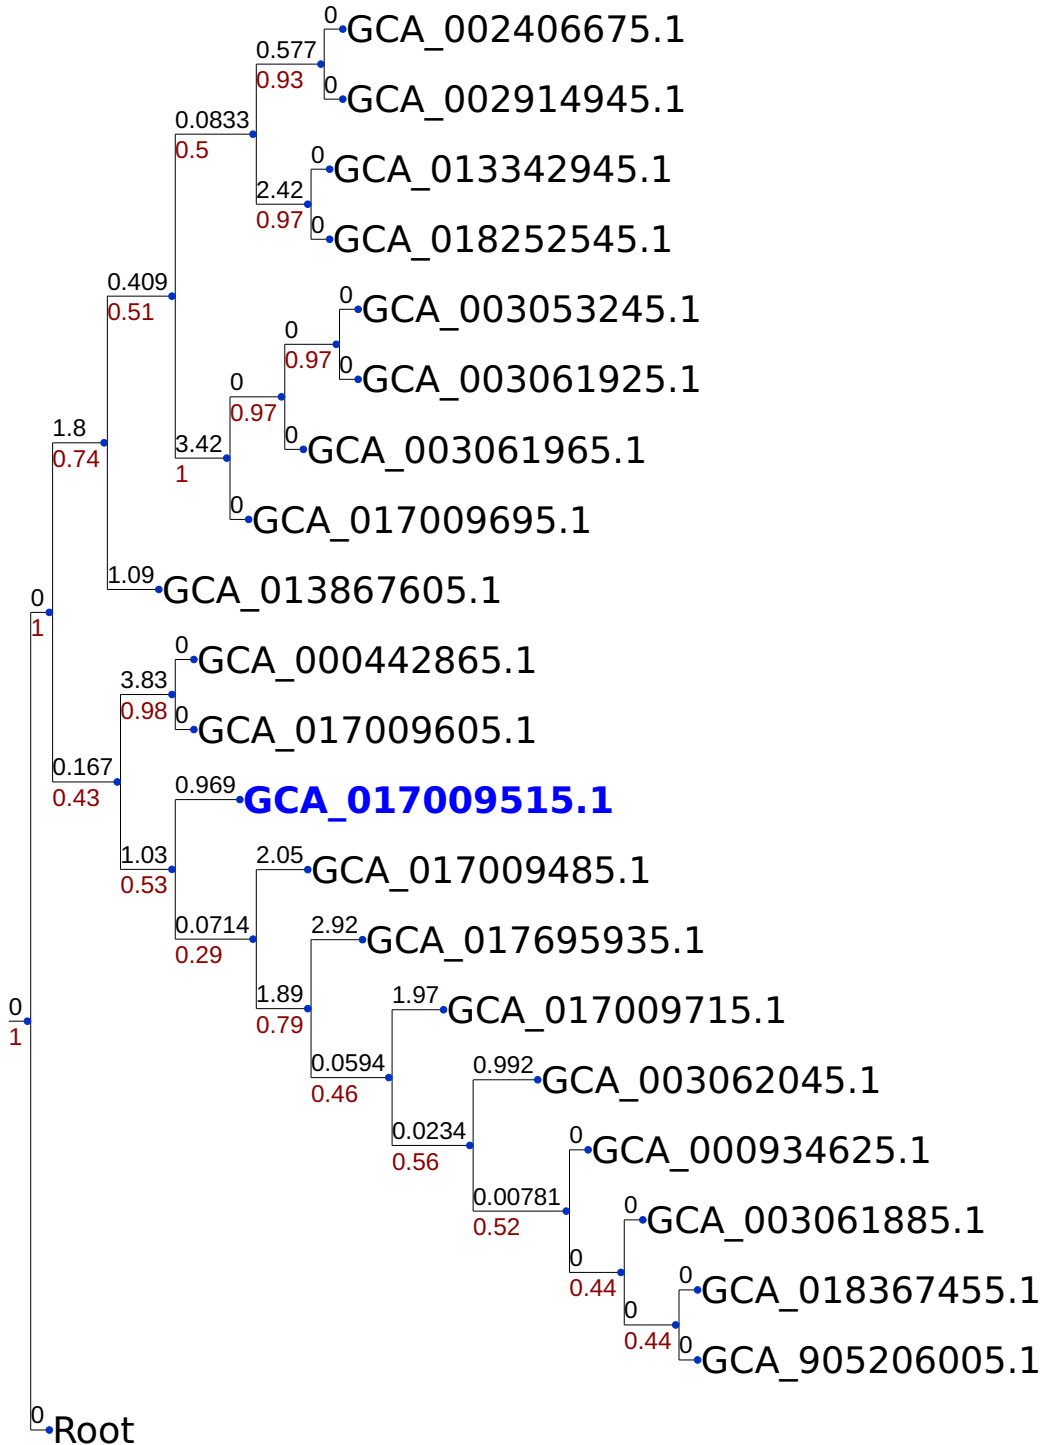 0
GCA_002406675.1
0.577
0.93
0
GCA_002914945.1
0.0833
0.5
0
GCA_013342945.1
2.42
0.97
0
GCA_018252545.1
0.409
0.51
0
GCA_003053245.1
0
0.97
0
GCA_003061925.1
0
0.97
0
GCA_003061965.1
3.42
1
1.8
0.74
0
GCA_017009695.1
1.09
GCA_013867605.1
0
1
0
GCA_000442865.1
3.83
0.98
0
GCA_017009605.1
0.167
0.43
0.969
GCA_017009515.1
1.03
0.53
2.05
GCA_017009485.1
0.0714
0.29
2.92
GCA_017695935.1
1.89
0.79
1.97
GCA_017009715.1
0
1
0.0594
0.46
0.992
GCA_003062045.1
0.0234
0.56
0
GCA_000934625.1
0.00781
0.52
0
GCA_003061885.1
0
0.44
0
GCA_018367455.1
0
0.44
0
GCA_905206005.1
0
Root